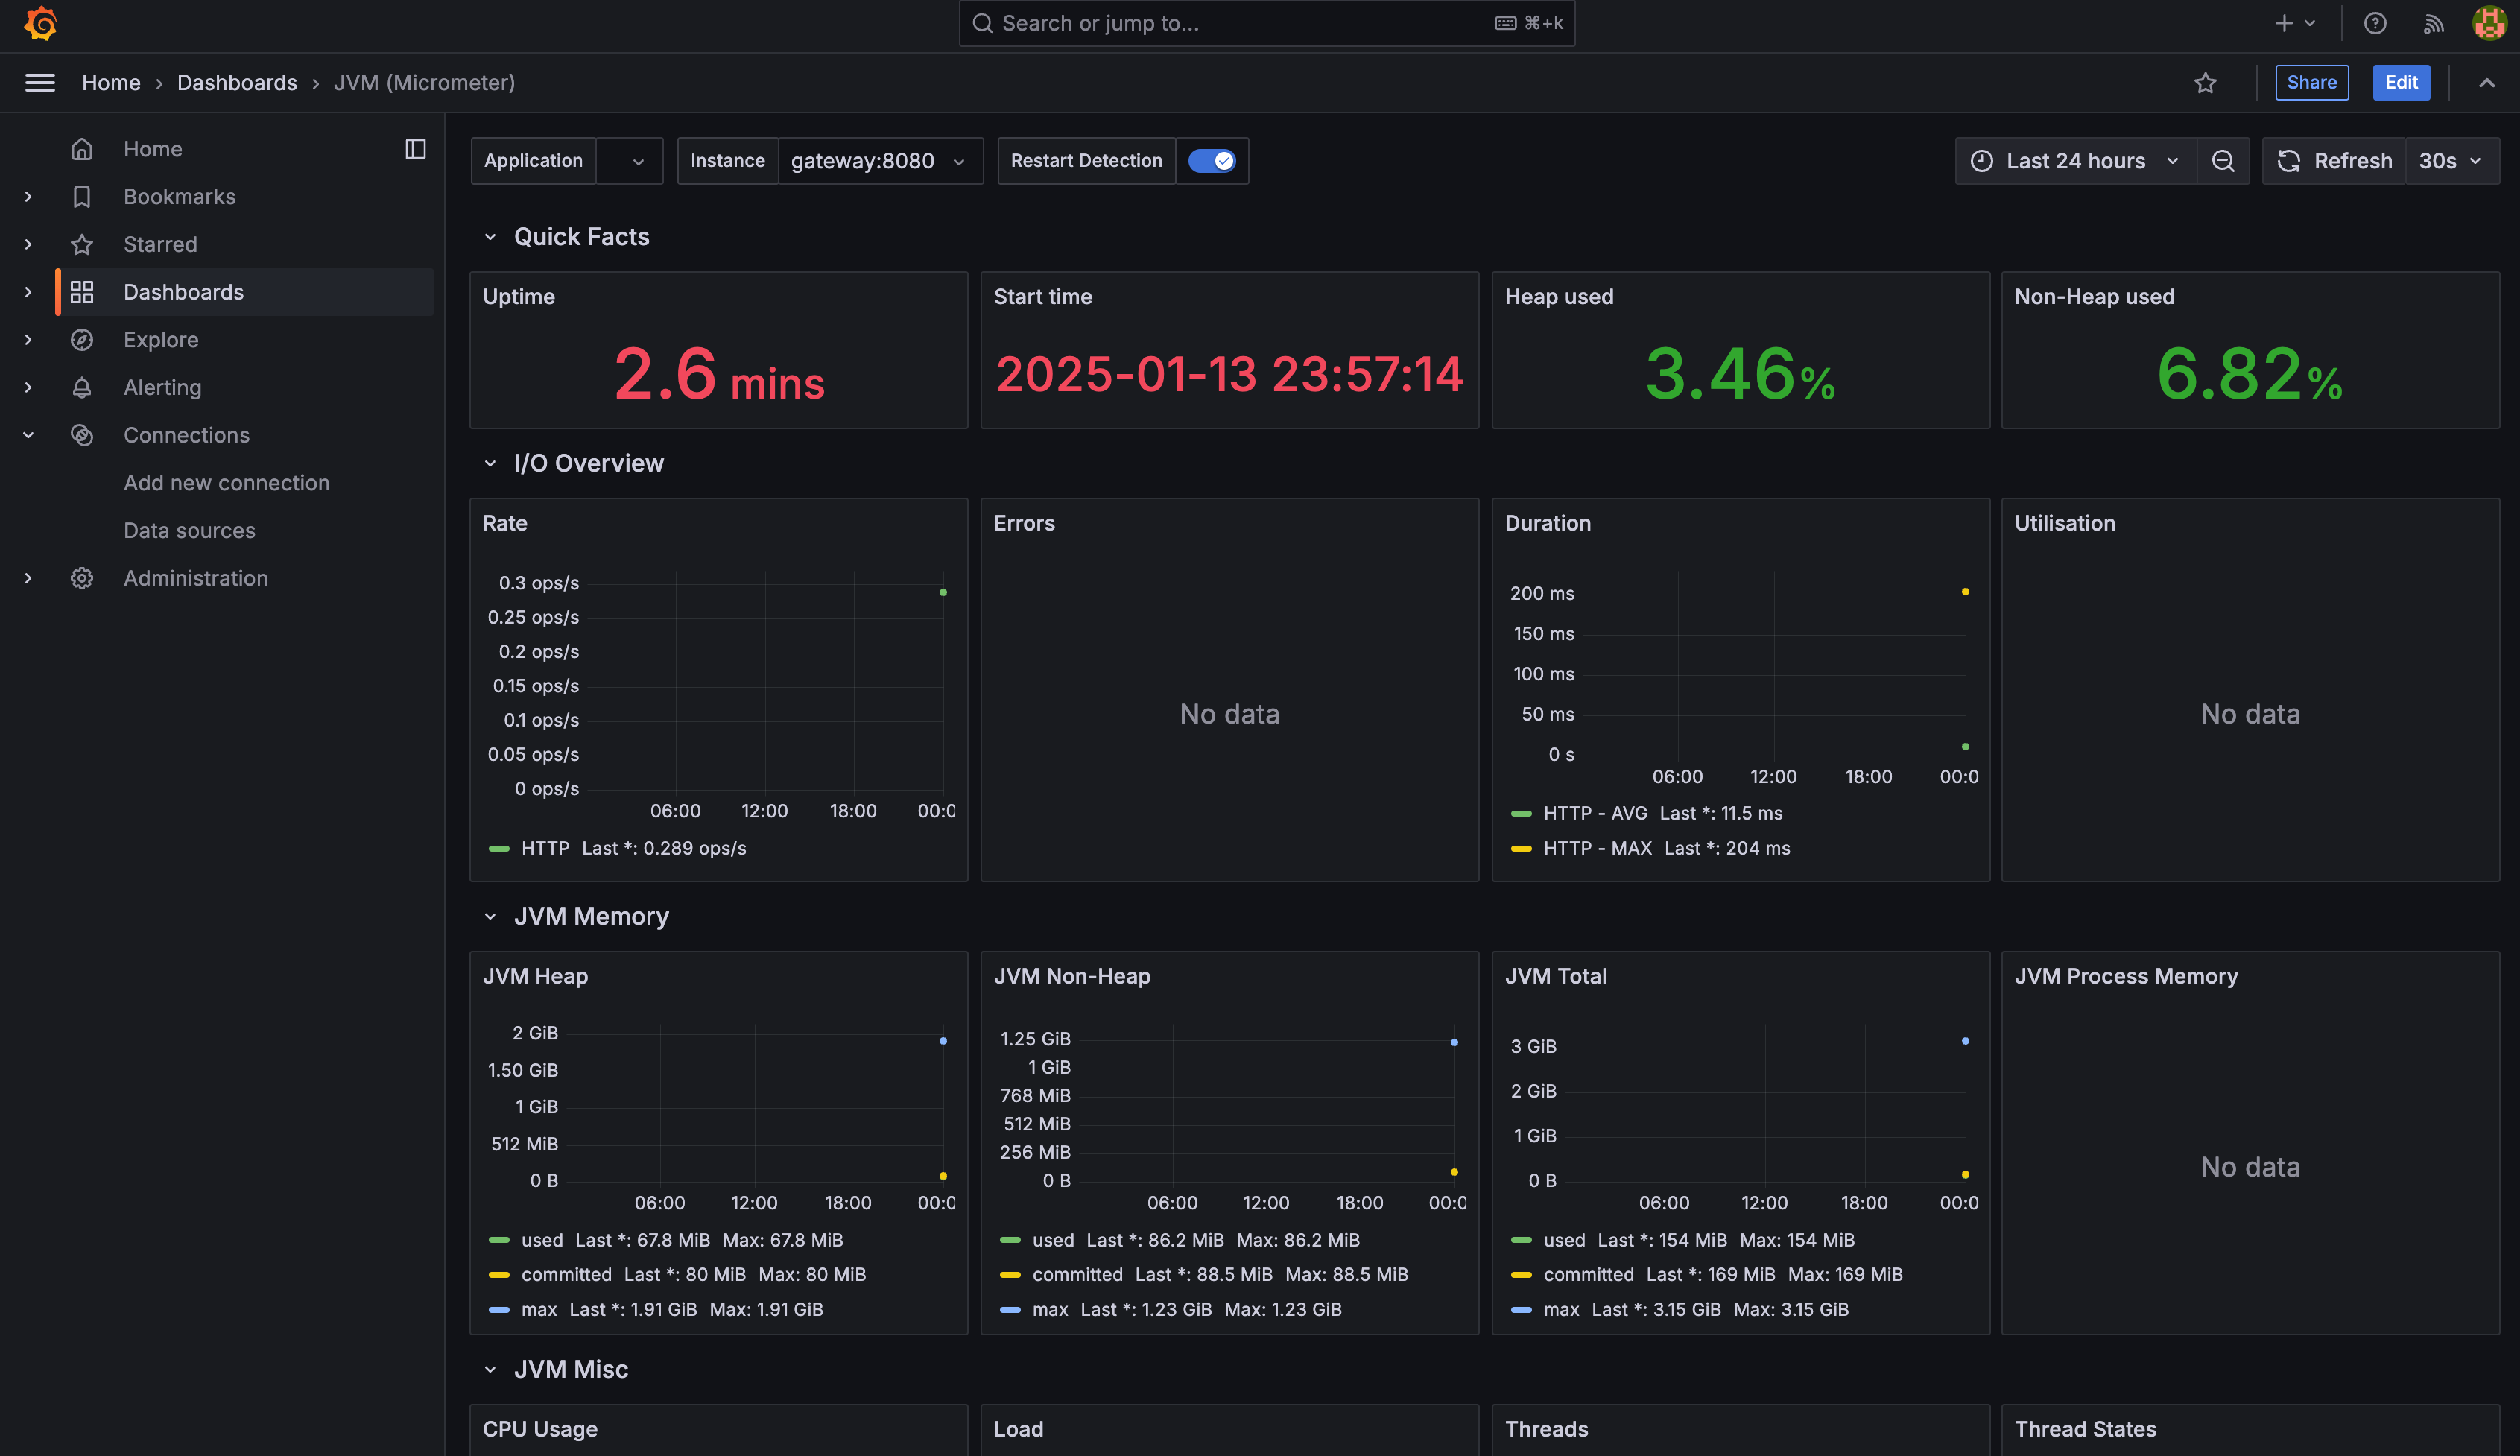 Search or jump to...
⌘+k
Home › Dashboards › JVM (Micrometer)
Share
Edit
Home
Bookmarks
Starred
Dashboards
Explore
Alerting
Connections
Add new connection
Data sources
Administration
Application
Instance gateway:8080
Restart Detection
Last 24 hours
Refresh 30s
Quick Facts
Uptime
2.6 mins
Start time
2025-01-13 23:57:14
Heap used
3.46%
Non-Heap used
6.82%
I/O Overview
Rate
0.3 ops/s
0.25 ops/s
0.2 ops/s
0.15 ops/s
0.1 ops/s
0.05 ops/s
0 ops/s
06:00 12:00 18:00 00:0
HTTP Last *: 0.289 ops/s
Errors
No data
Duration
200 ms
150 ms
100 ms
50 ms
0 s
06:00 12:00 18:00 00:0
HTTP - AVG Last *: 11.5 ms
HTTP - MAX Last *: 204 ms
Utilisation
No data
JVM Memory
JVM Heap
2 GiB
1.50 GiB
1 GiB
512 MiB
0 B
06:00 12:00 18:00 00:0
used Last *: 67.8 MiB Max: 67.8 MiB
committed Last *: 80 MiB Max: 80 MiB
max Last *: 1.91 GiB Max: 1.91 GiB
JVM Non-Heap
1.25 GiB
1 GiB
768 MiB
512 MiB
256 MiB
0 B
06:00 12:00 18:00 00:0
used Last *: 86.2 MiB Max: 86.2 MiB
committed Last *: 88.5 MiB Max: 88.5 MiB
max Last *: 1.23 GiB Max: 1.23 GiB
JVM Total
3 GiB
2 GiB
1 GiB
0 B
06:00 12:00 18:00 00:0
used Last *: 154 MiB Max: 154 MiB
committed Last *: 169 MiB Max: 169 MiB
max Last *: 3.15 GiB Max: 3.15 GiB
JVM Process Memory
No data
JVM Misc
CPU Usage
Load
Threads
Thread States